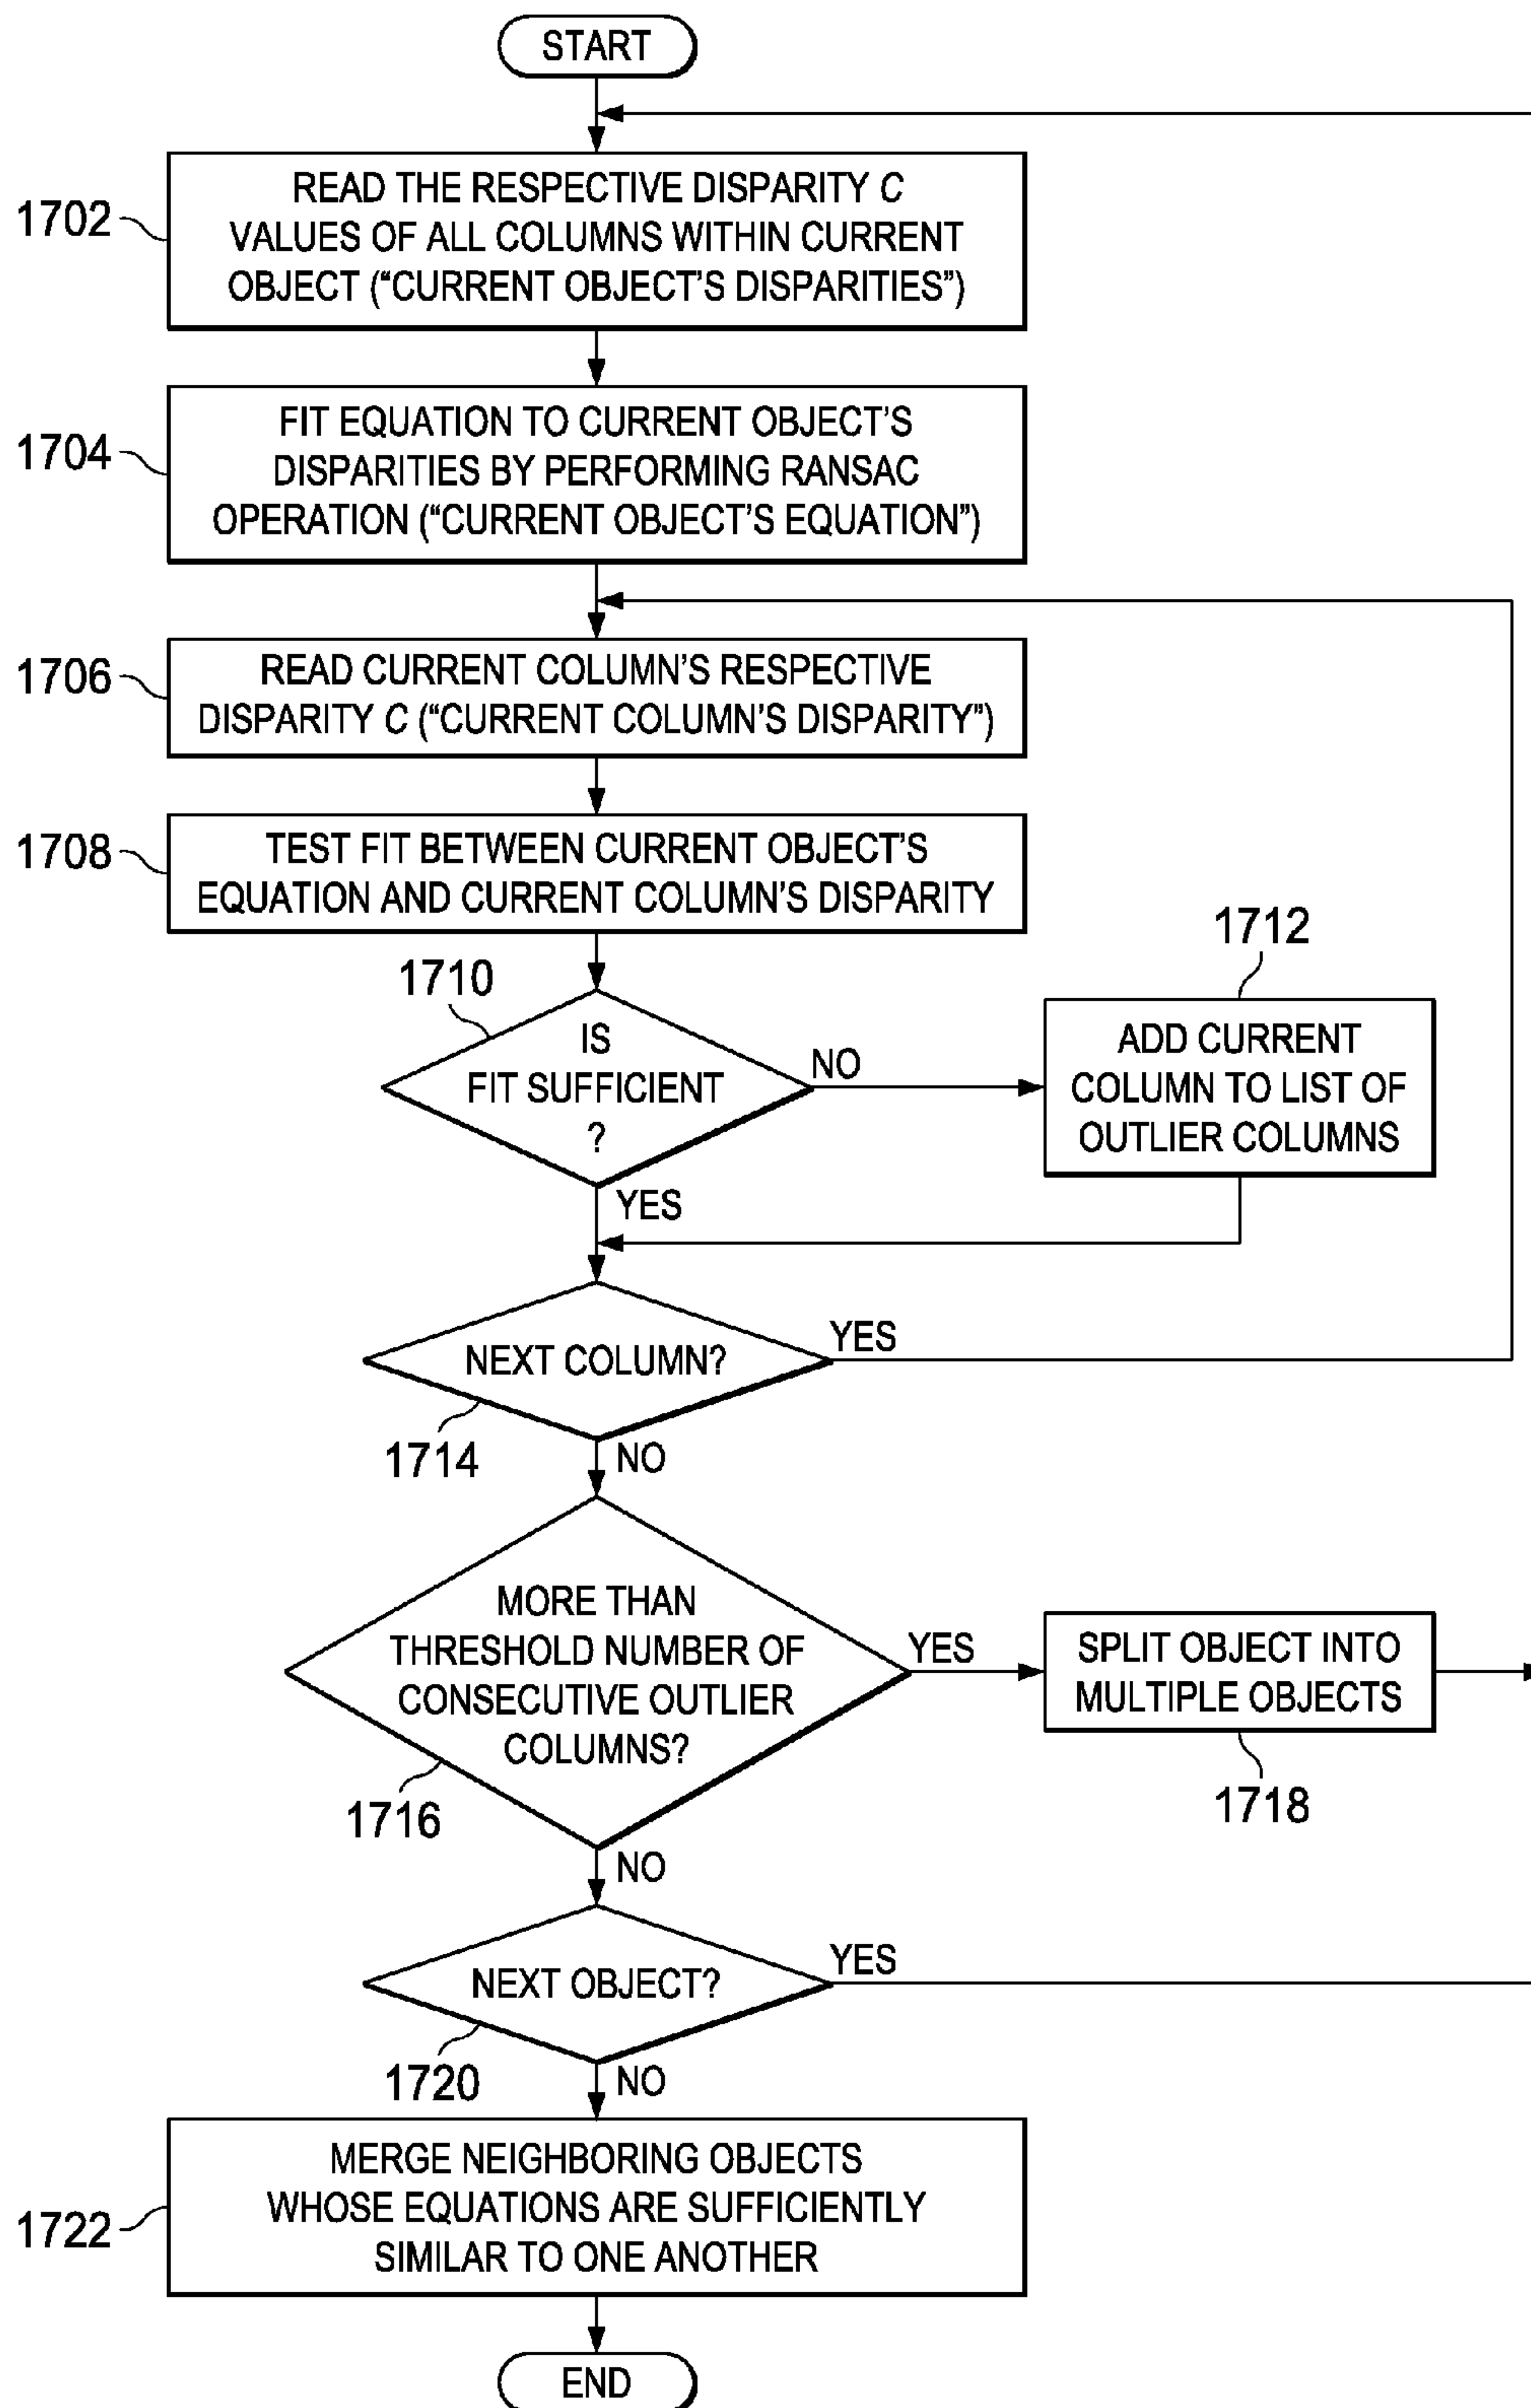 START
1702
READ THE RESPECTIVE DISPARITY C
VALUES OF ALL COLUMNS WITHIN CURRENT
OBJECT (“CURRENT OBJECT’S DISPARITIES”)
1704
FIT EQUATION TO CURRENT OBJECT’S
DISPARITIES BY PERFORMING RANSAC
OPERATION (“CURRENT OBJECT’S EQUATION”)
1706
READ CURRENT COLUMN’S RESPECTIVE
DISPARITY C (“CURRENT COLUMN’S DISPARITY”)
1708
TEST FIT BETWEEN CURRENT OBJECT’S
EQUATION AND CURRENT COLUMN’S DISPARITY
1710
IS
FIT SUFFICIENT
?
NO
1712
ADD CURRENT
COLUMN TO LIST OF
OUTLIER COLUMNS
YES
NEXT COLUMN?
YES
1714
NO
MORE THAN
THRESHOLD NUMBER OF
CONSECUTIVE OUTLIER
COLUMNS?
1716
YES
SPLIT OBJECT INTO
MULTIPLE OBJECTS
1718
NO
NEXT OBJECT?
YES
1720
NO
1722
MERGE NEIGHBORING OBJECTS
WHOSE EQUATIONS ARE SUFFICIENTLY
SIMILAR TO ONE ANOTHER
END